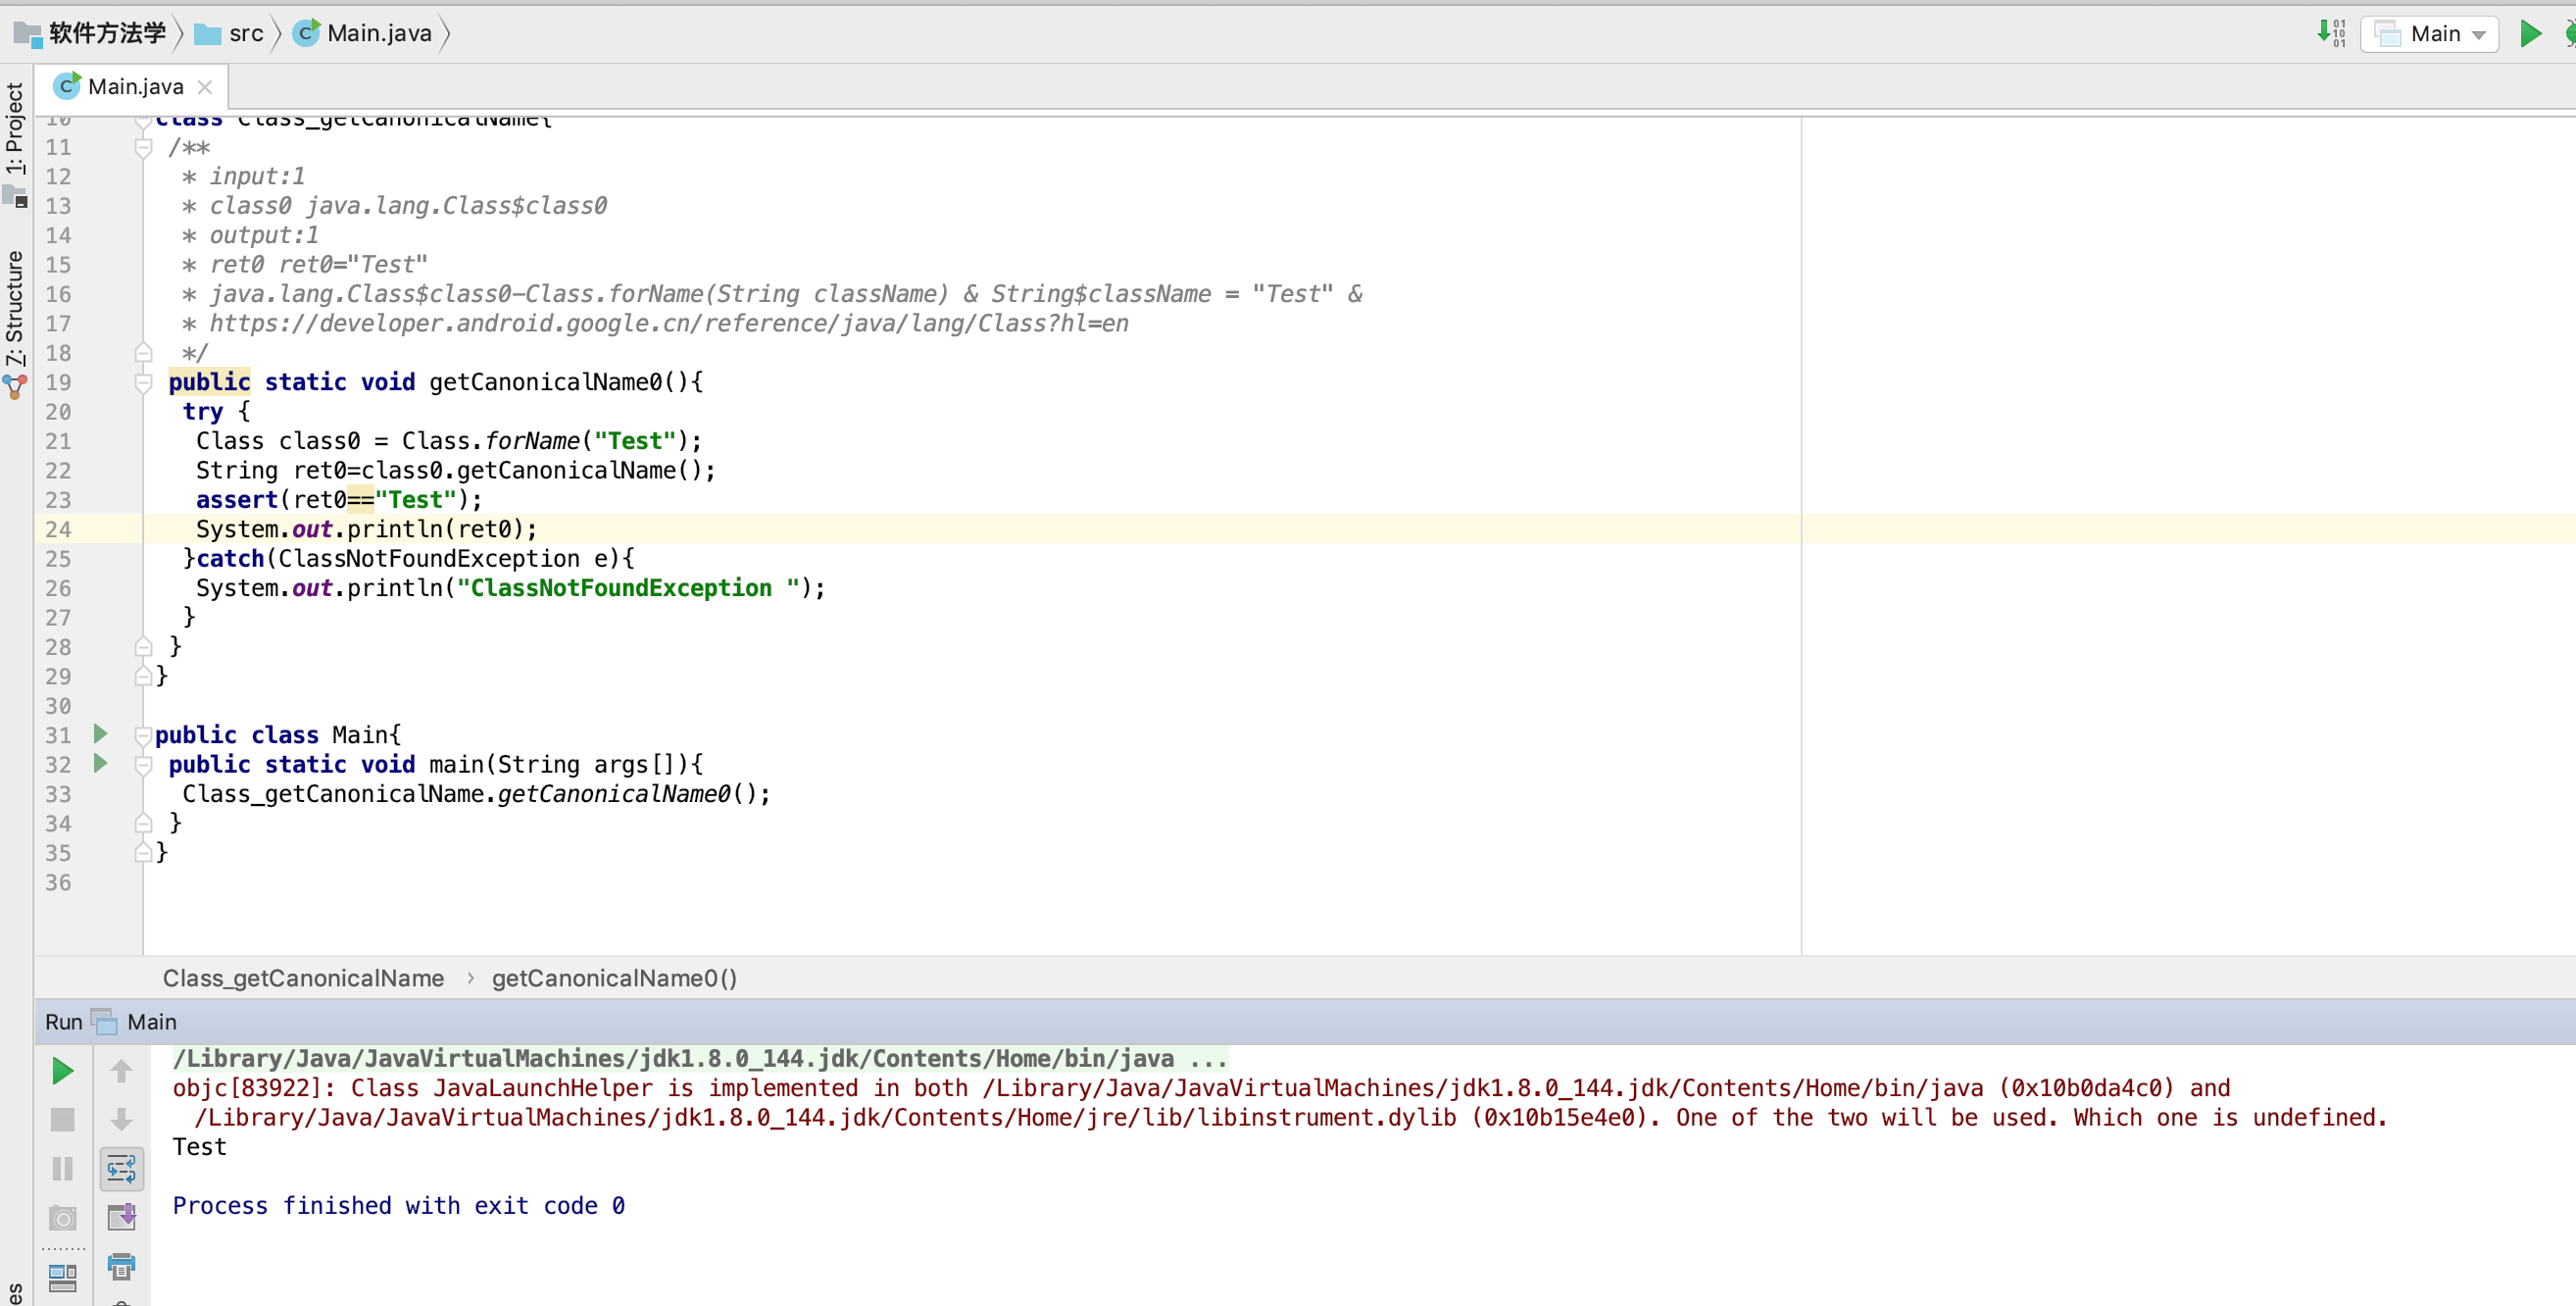 软件方法学 src Main.java Main
Main.java
1: Project
Z: Structure
10 class Class_getCanonicalName{
11 /**
12 * input:1
13 * class0 java.lang.Class$class0
14 * output:1
15 * ret0 ret0="Test"
16 * java.lang.Class$class0-Class.forName(String className) & String$className = "Test" &
17 * https://developer.android.google.cn/reference/java/lang/Class?hl=en
18 */
19 public static void getCanonicalName0(){
20 try {
21 Class class0 = Class.forName("Test");
22 String ret0=class0.getCanonicalName();
23 assert(ret0=="Test");
24 System.out.println(ret0);
25 }catch(ClassNotFoundException e){
26 System.out.println("ClassNotFoundException ");
27 }
28 }
29 }
30
31 public class Main{
32 public static void main(String args[]){
33 Class_getCanonicalName.getCanonicalName0();
34 }
35 }
36
Class_getCanonicalName › getCanonicalName0()
Run Main
/Library/Java/JavaVirtualMachines/jdk1.8.0_144.jdk/Contents/Home/bin/java ...
objc[83922]: Class JavaLaunchHelper is implemented in both /Library/Java/JavaVirtualMachines/jdk1.8.0_144.jdk/Contents/Home/bin/java (0x10b0da4c0) and
/Library/Java/JavaVirtualMachines/jdk1.8.0_144.jdk/Contents/Home/jre/lib/libinstrument.dylib (0x10b15e4e0). One of the two will be used. Which one is undefined.
Test
Process finished with exit code 0